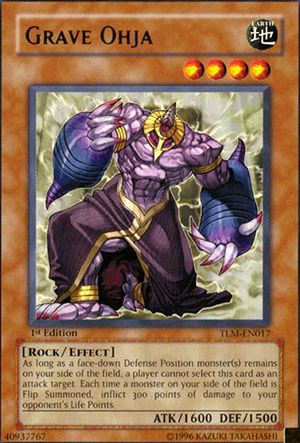 GRAVE OHJA
EARTH
地
1st Edition
TLM-EN017
[ROCK/EFFECT]
As long as a face-down Defense Position monster(s) remains
on your side of the field, a player cannot select this card as an
attack target. Each time a monster on your side of the field is
Flip Summoned, inflict 300 points of damage to your
opponent's Life Points.
ATK/1600 DEF/1500
40937767
©1996 KAZUKI TAKAHASHI